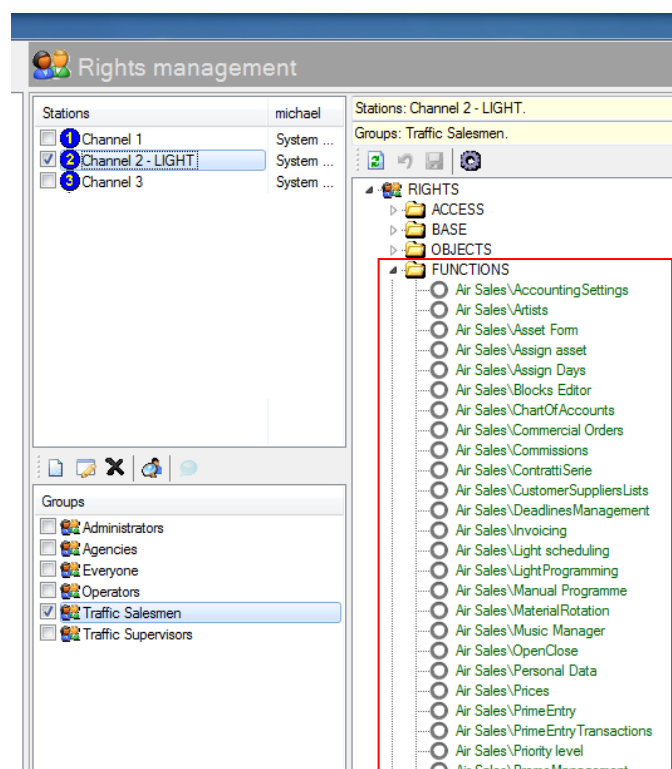 Rights management
Stations michael
1 Channel 1 System ...
2 Channel 2 - LIGHT System ...
3 Channel 3 System ...
Groups
Administrators
Agencies
Everyone
Operators
Traffic Salesmen
Traffic Supervisors
Stations: Channel 2 - LIGHT.
Groups: Traffic Salesmen.
RIGHTS
ACCESS
BASE
OBJECTS
FUNCTIONS
Air Sales\AccountingSettings
Air Sales\Artists
Air Sales\Asset Form
Air Sales\Assign asset
Air Sales\Assign Days
Air Sales\Blocks Editor
Air Sales\ChartOfAccounts
Air Sales\Commercial Orders
Air Sales\Commissions
Air Sales\ContrattiSerie
Air Sales\CustomerSuppliersLists
Air Sales\DeadlinesManagement
Air Sales\Invoicing
Air Sales\Light scheduling
Air Sales\LightProgramming
Air Sales\Manual Programme
Air Sales\MaterialRotation
Air Sales\Music Manager
Air Sales\OpenClose
Air Sales\Personal Data
Air Sales\Prices
Air Sales\PrimeEntry
Air Sales\PrimeEntryTransactions
Air Sales\Priority level